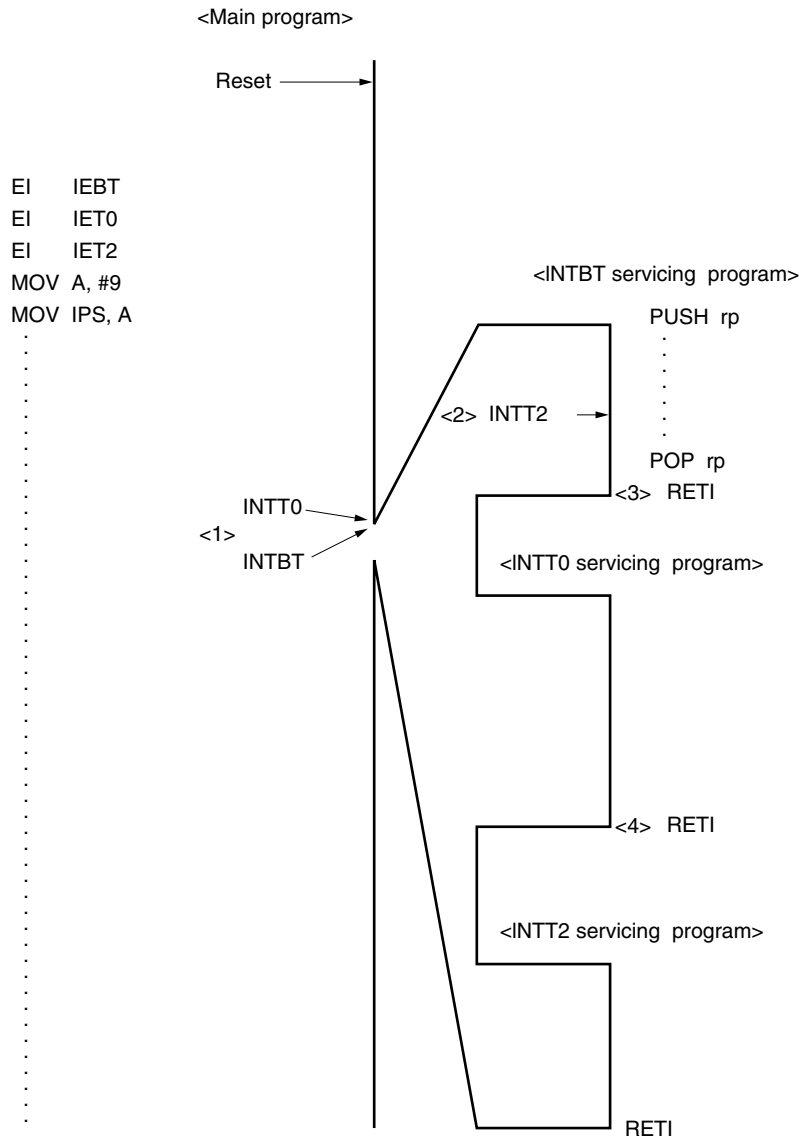 <Main program>
Reset
EI IEBT
EI IET0
EI IET2
MOV A, #9
MOV IPS, A
<INTBT servicing program>
PUSH rp
<2> INTT2
POP rp
<3> RETI
INTT0
<1>
INTBT
<INTT0 servicing program>
<4> RETI
<INTT2 servicing program>
RETI